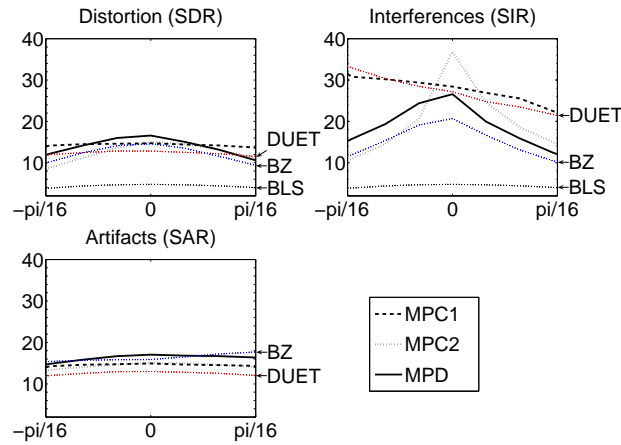 Distortion (SDR)
40
30
20
10
-pi/16
0
pi/16
DUET
BZ
BLS
Interferences (SIR)
40
30
20
10
-pi/16
0
pi/16
DUET
BZ
BLS
Artifacts (SAR)
40
30
20
10
-pi/16
0
pi/16
BZ
DUET
MPC1
MPC2
MPD